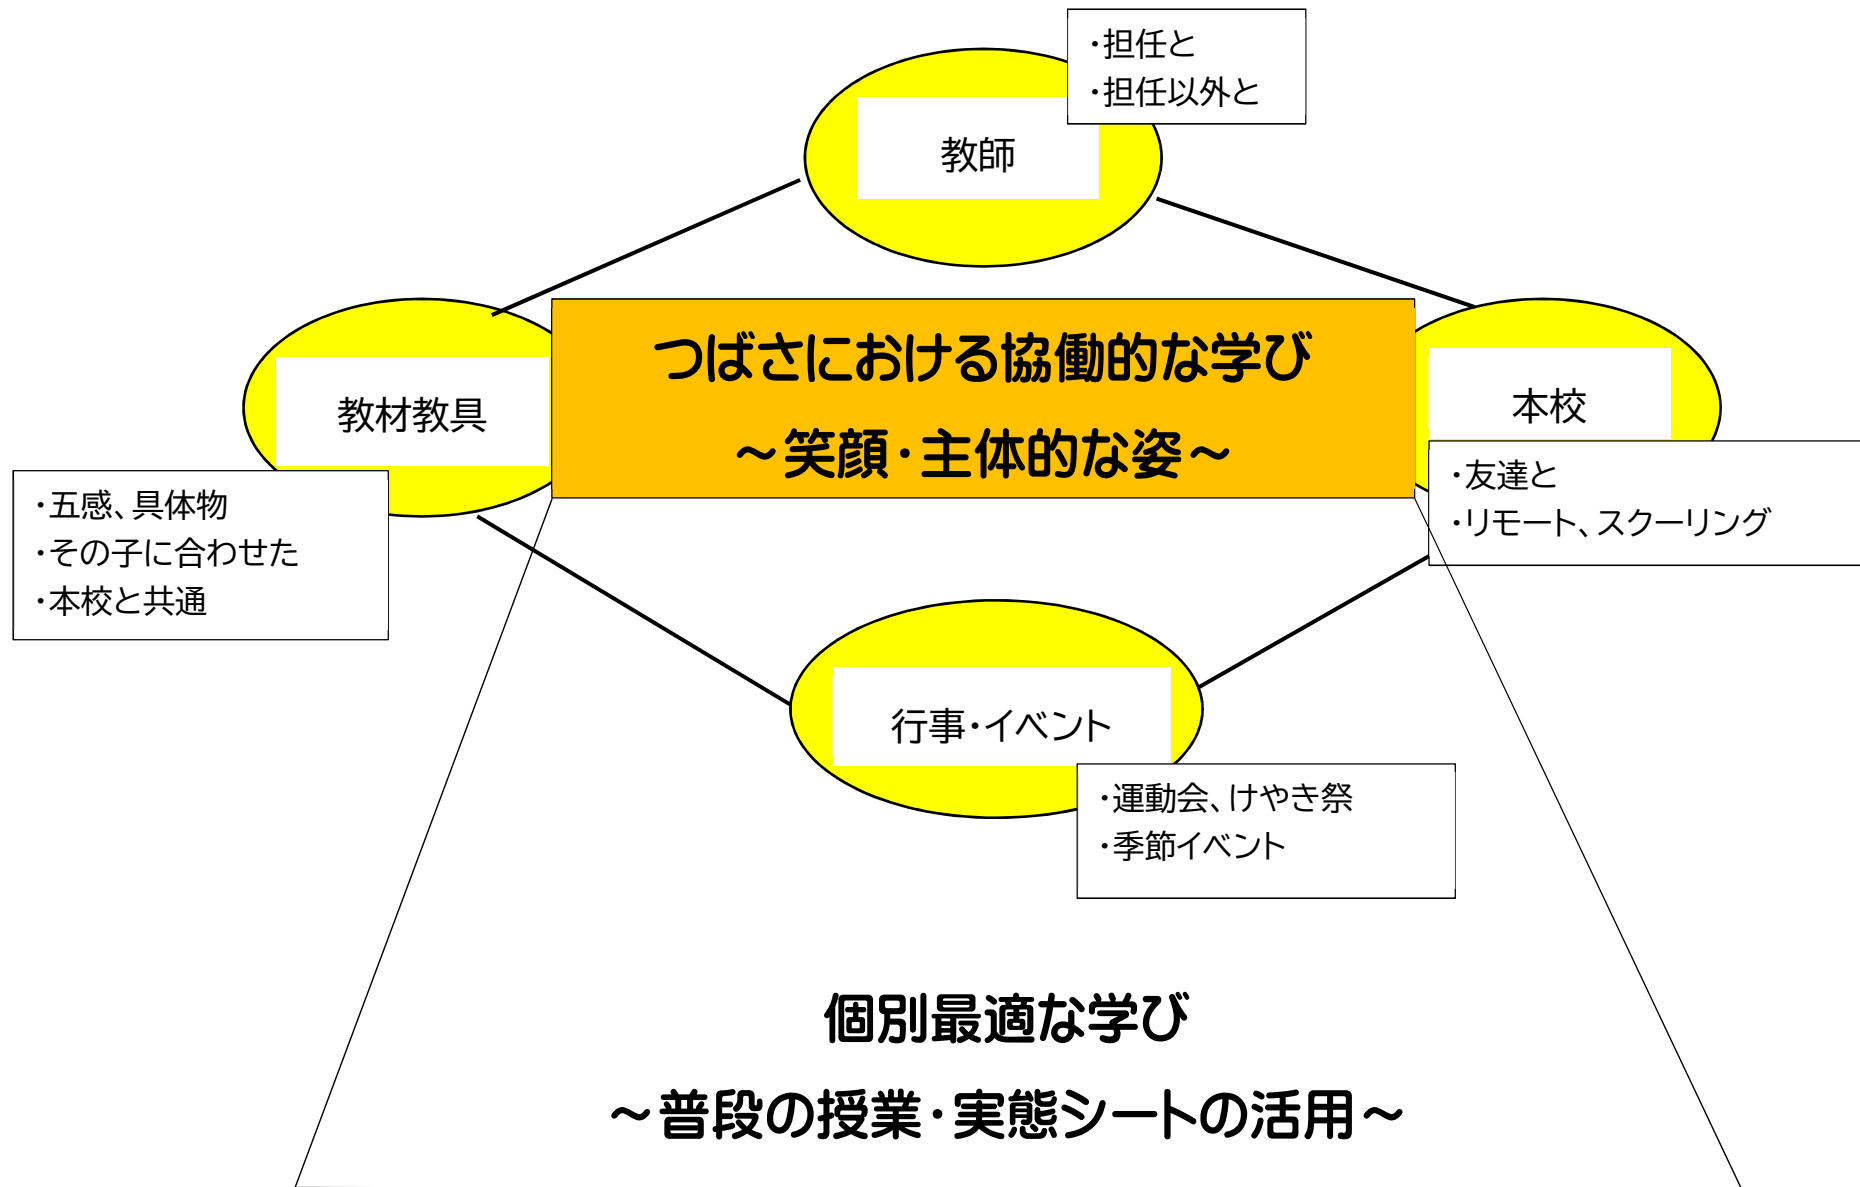 ・担任と
・担任以外と
教師
つばさにおける協働的な学び
～笑顔・主体的な姿～
教材教具
・五感、具体物
・その子に合わせた
・本校と共通
本校
・友達と
・リモート、スクーリング
行事・イベント
・運動会、けやき祭
・季節イベント
個別最適な学び
～普段の授業・実態シートの活用～